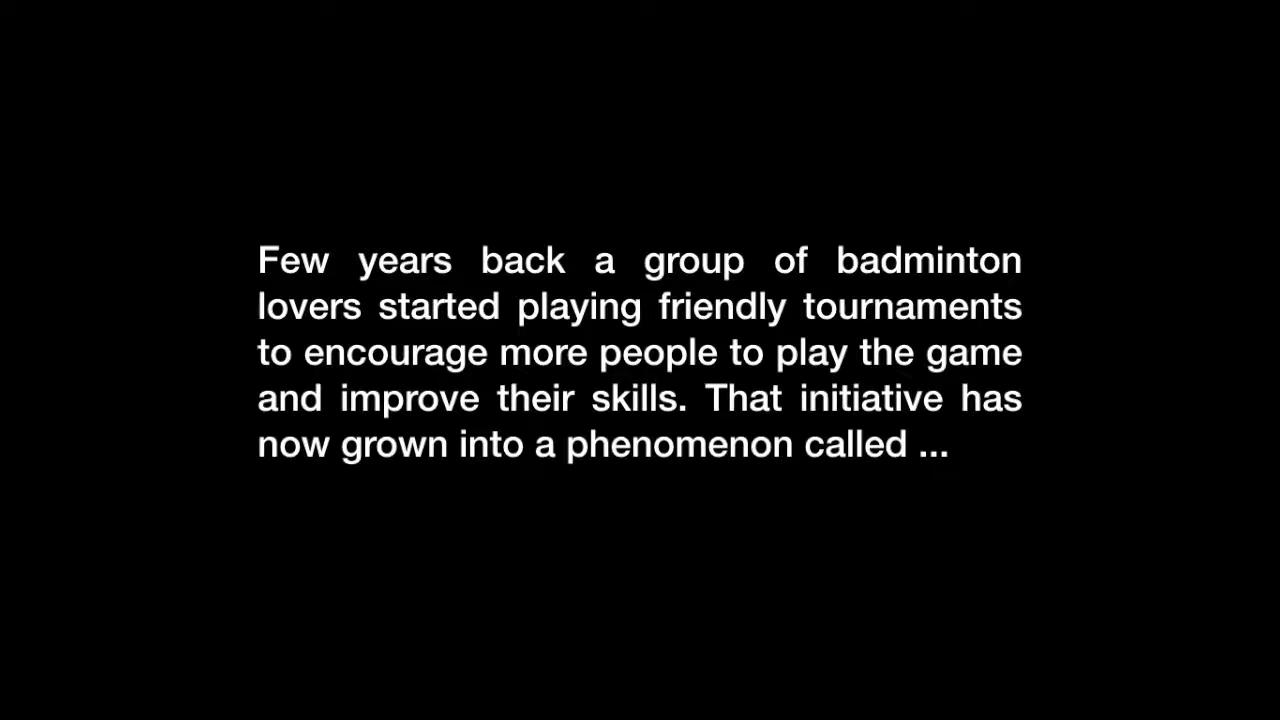 Few years back a group of badminton
lovers started playing friendly tournaments
to encourage more people to play the game
and improve their skills. That initiative has
now grown into a phenomenon called ...